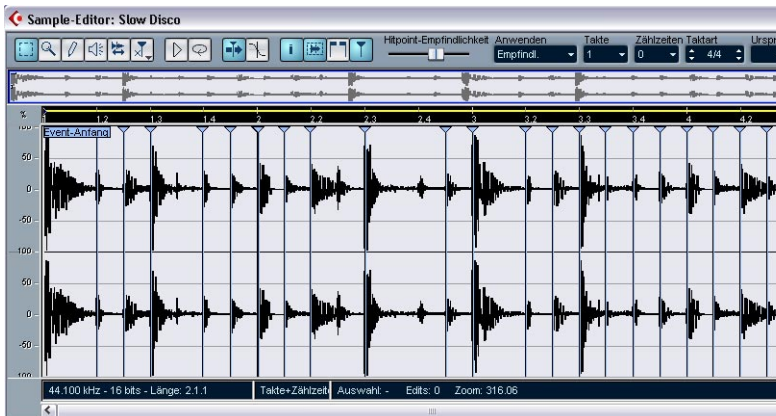 Sample-Editor: Slow Disco
Hitpoint-Empfindlichkeit Anwenden Takte Zählzeiten Taktart Urspr
Empfindl. 1 0 4/4
% 1.2 1.3 1.4 2 2.2 2.3 2.4 3 3.2 3.3 3.4 4 4.2
Event-Anfang
50
0
-50
-100
50
0
-50
-100
44.100 kHz - 16 bits - Länge: 2.1.1 Takte+Zählzeit Auswahl: - Edits: 0 Zoom: 316.06